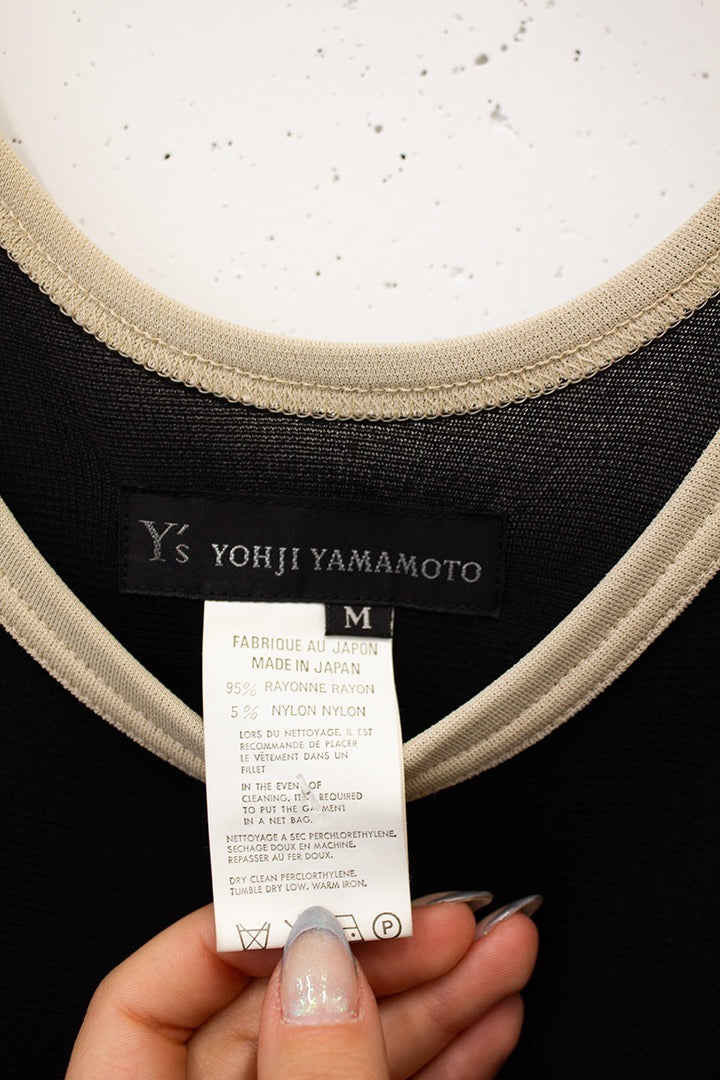 Y's YOHJI YAMAMOTO
M
FABRIQUE AU JAPON
MADE IN JAPAN
95% RAYONNE RAYON
5% NYLON NYLON
LORS DU NETTOYAGE, IL EST
RECOMMANDE DE PLACER
LE VÊTEMENT DANS UN
FILLET
IN THE EVENT OF
CLEANING, REQUIRED
TO PUT THE GARMENT
IN A NET BAG.
NETTOYAGE A SEC PERCHLORETHYLENE.
SECHAGE DOUX EN MACHINE.
REPASSER AU FER DOUX.
DRY CLEAN PERCLORTHYLENE.
TUMBLE DRY LOW. WARM IRON.
P